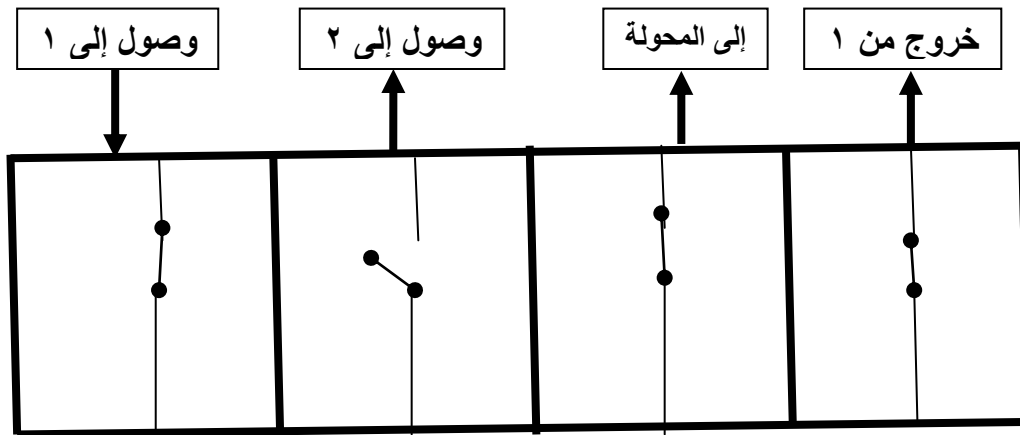 خروج من ١
إلى المحولة
وصول إلى ٢
وصول إلى ١